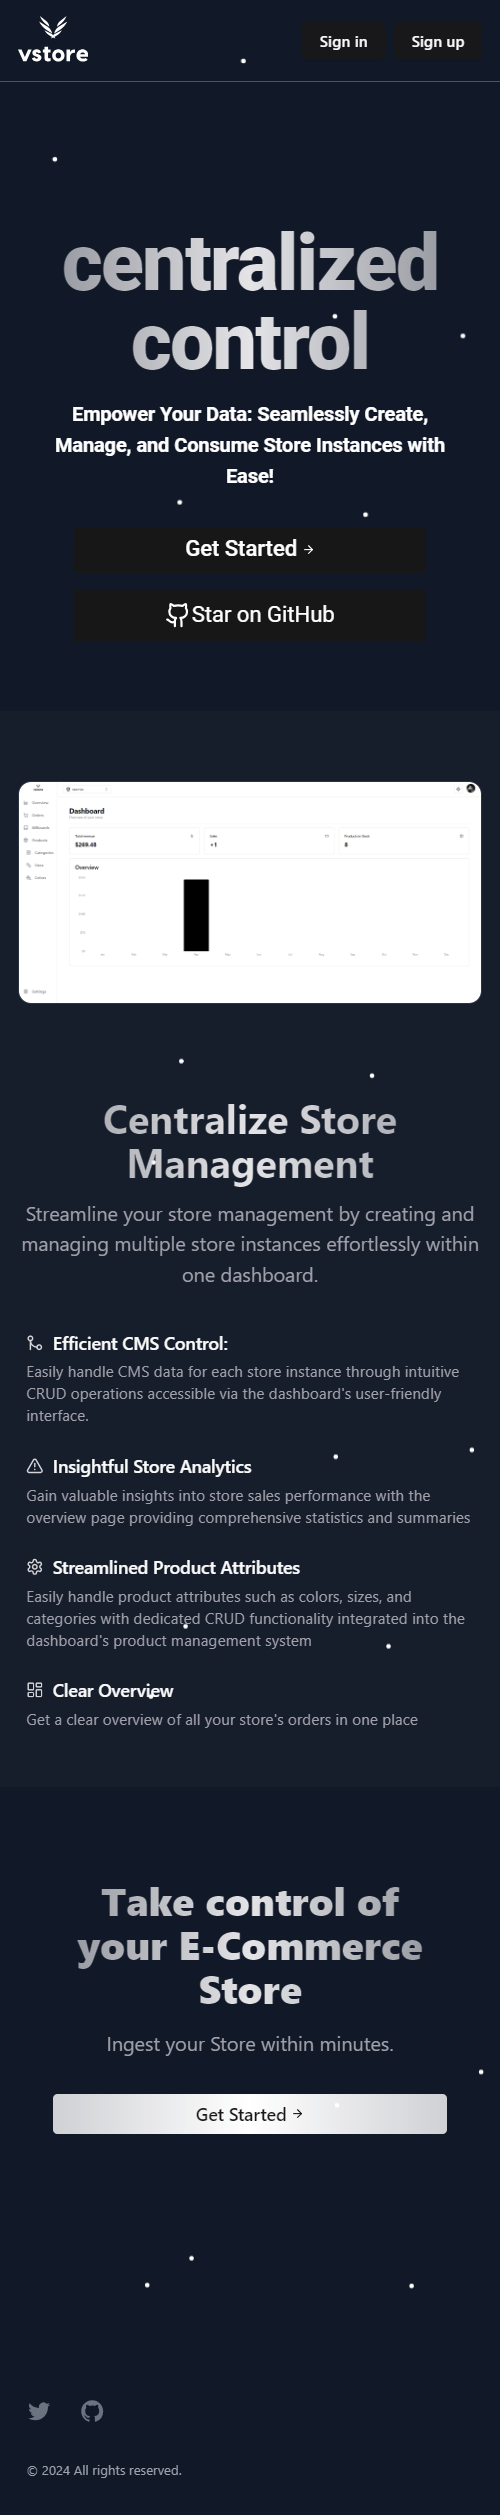 vstore
Sign in
Sign up
centralized
control
Empower Your Data: Seamlessly Create,
Manage, and Consume Store Instances with
Ease!
Get Started →
Star on GitHub
Overview
Orders
Billboards
Products
Categories
Sizes
Colors
Settings
Dashboard
Total revenue
$269.48
Sales
+1
Products in Stock
8
Overview
Centralize Store
Management
Streamline your store management by creating and
managing multiple store instances effortlessly within
one dashboard.
Efficient CMS Control:
Easily handle CMS data for each store instance through intuitive
CRUD operations accessible via the dashboard's user-friendly
interface.
Insightful Store Analytics
Gain valuable insights into store sales performance with the
overview page providing comprehensive statistics and summaries
Streamlined Product Attributes
Easily handle product attributes such as colors, sizes, and
categories with dedicated CRUD functionality integrated into the
dashboard's product management system
Clear Overview
Get a clear overview of all your store's orders in one place
Take control of
your E-Commerce
Store
Ingest your Store within minutes.
Get Started →
© 2024 All rights reserved.